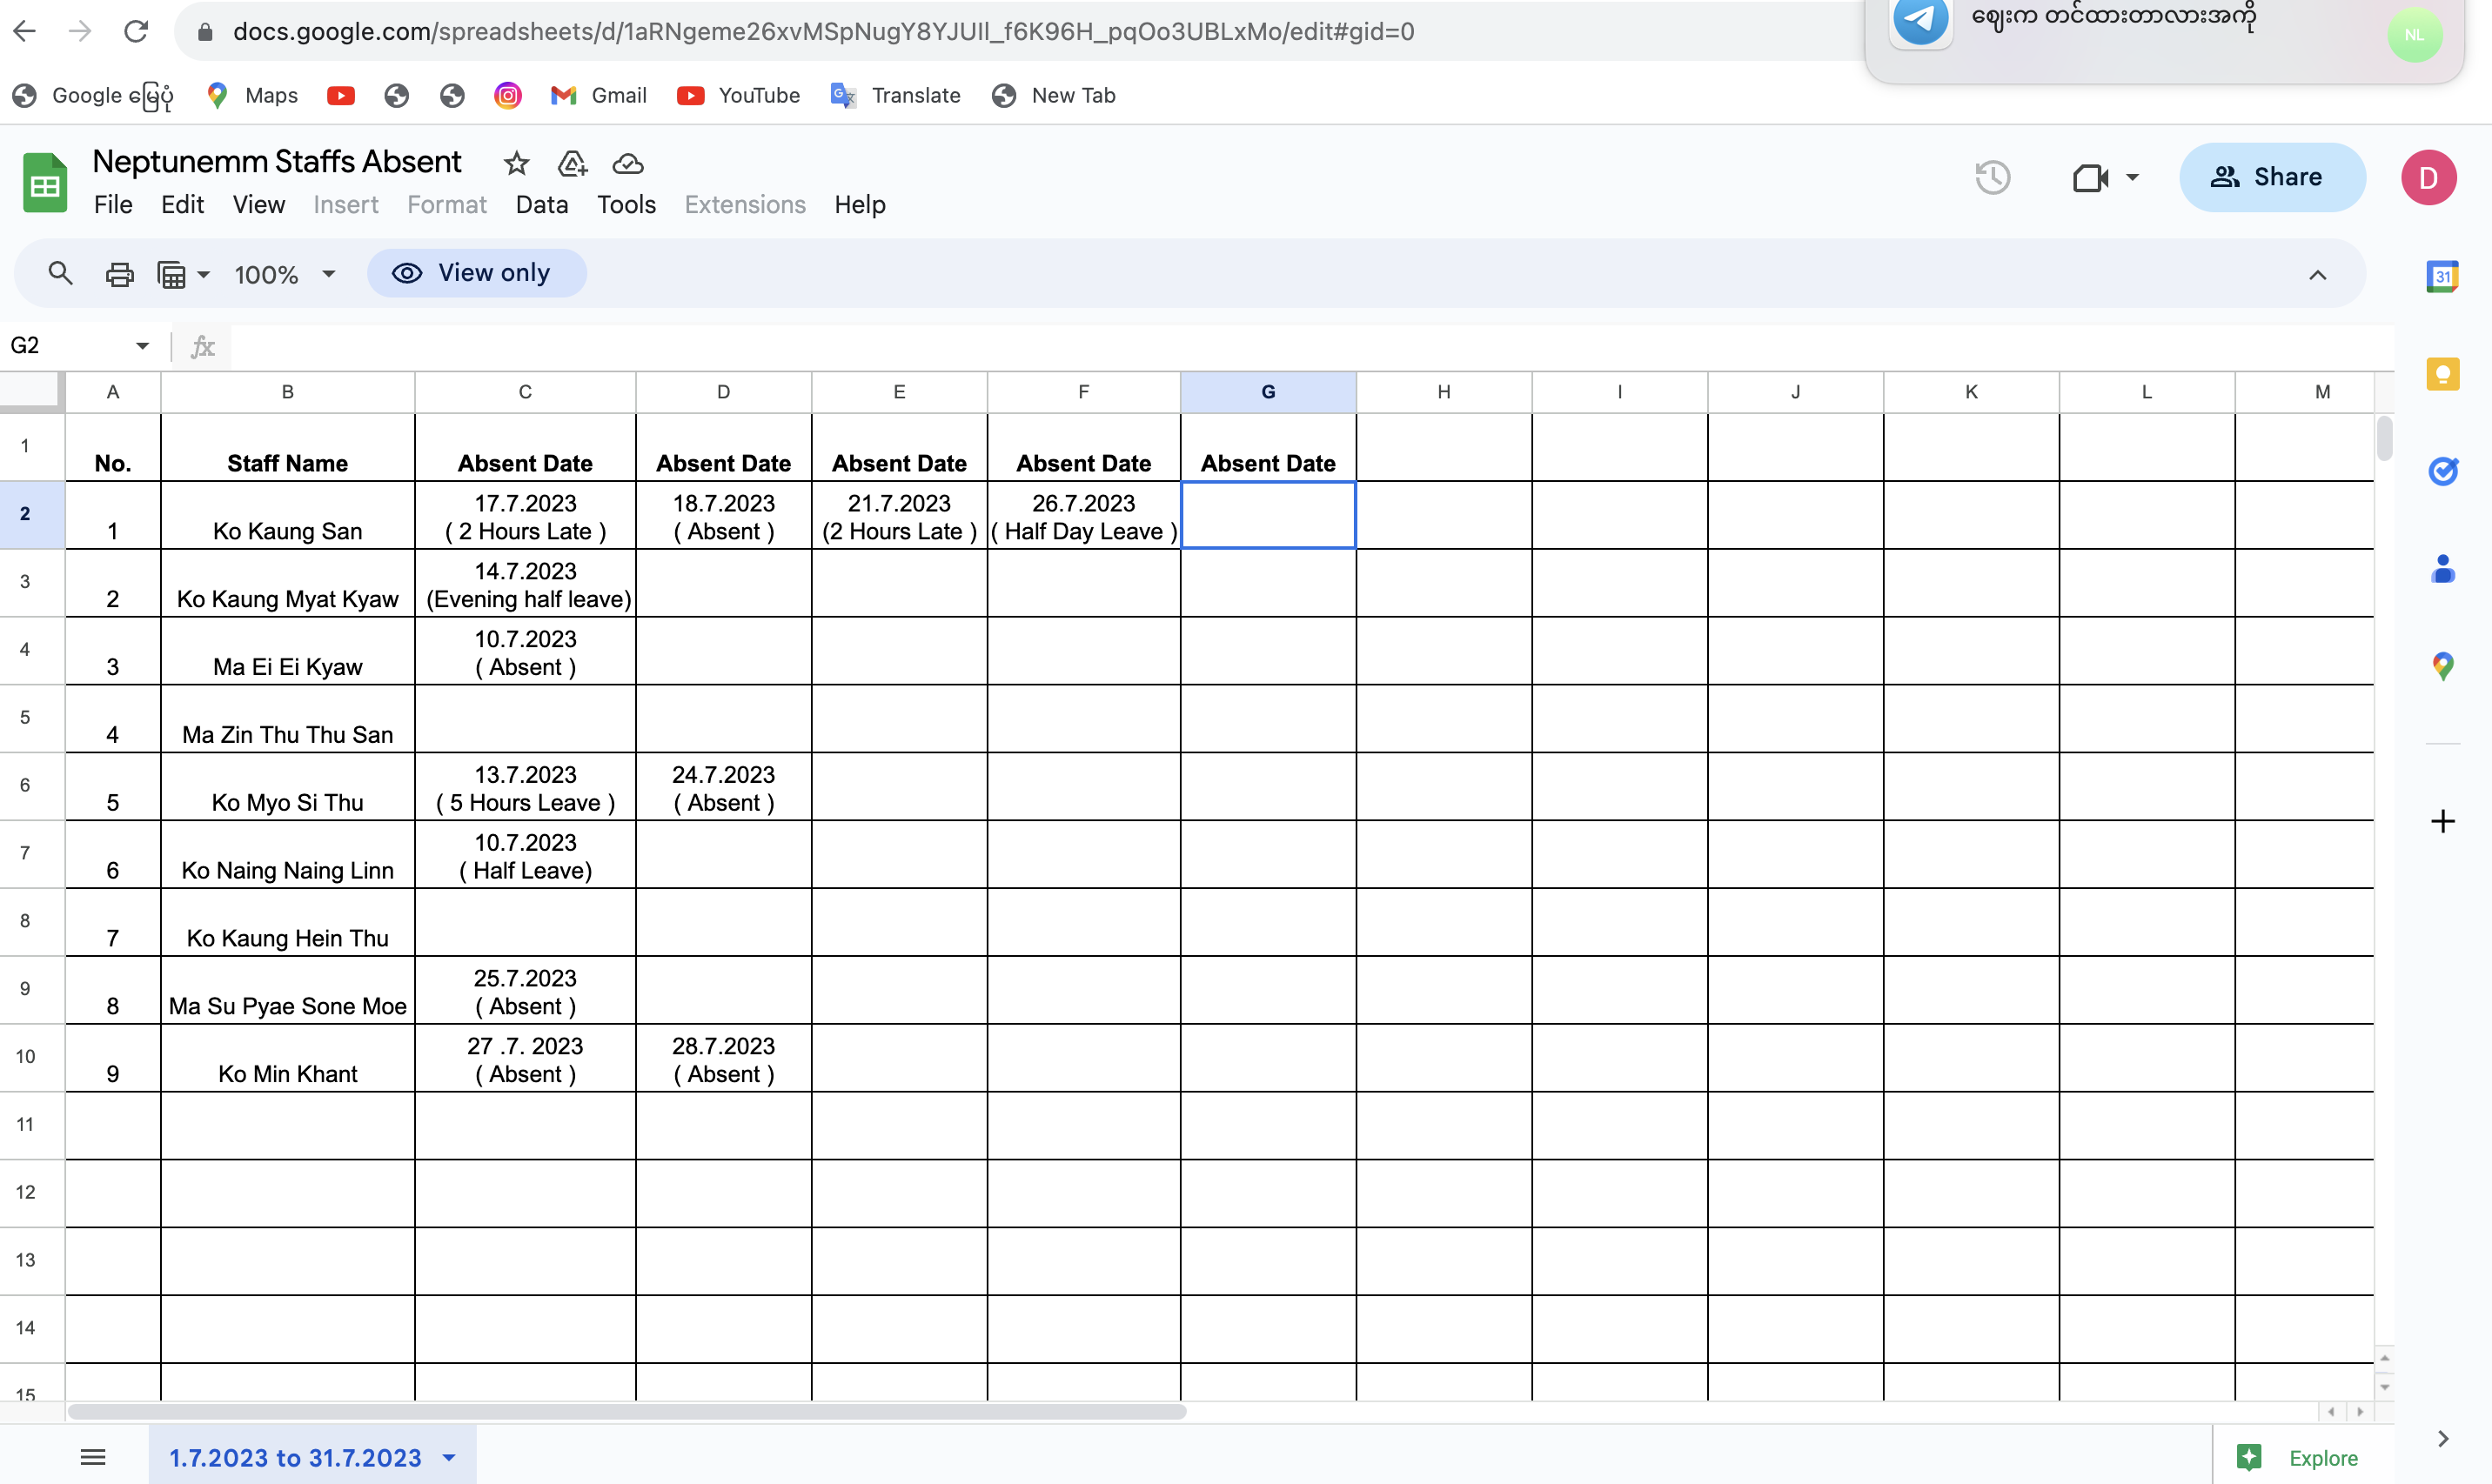 docs.google.com/spreadsheets/d/1aRNgeme26xvMSpNugY8YJUIl_f6K96H_pqOo3UBLxMo/edit#gid=0
ဈေးက တင်ထားတာလားအကို
NL
Google မြေပုံ Maps Gmail YouTube Translate New Tab
Neptunemm Staffs Absent
File Edit View Insert Format Data Tools Extensions Help
Share
D
100% View only
31
G2 fx
A B C D E F G H I J K L M
1 No. Staff Name Absent Date Absent Date Absent Date Absent Date Absent Date
17.7.2023 18.7.2023 21.7.2023 26.7.2023
2 1 Ko Kaung San ( 2 Hours Late ) ( Absent ) (2 Hours Late ) ( Half Day Leave )
14.7.2023
3 2 Ko Kaung Myat Kyaw (Evening half leave)
10.7.2023
4 3 Ma Ei Ei Kyaw ( Absent )
5 4 Ma Zin Thu Thu San
13.7.2023 24.7.2023
6 5 Ko Myo Si Thu ( 5 Hours Leave ) ( Absent )
10.7.2023
7 6 Ko Naing Naing Linn ( Half Leave)
8 7 Ko Kaung Hein Thu
25.7.2023
9 8 Ma Su Pyae Sone Moe ( Absent )
27 .7. 2023 28.7.2023
10 9 Ko Min Khant ( Absent ) ( Absent )
11
12
13
14
15
1.7.2023 to 31.7.2023 Explore